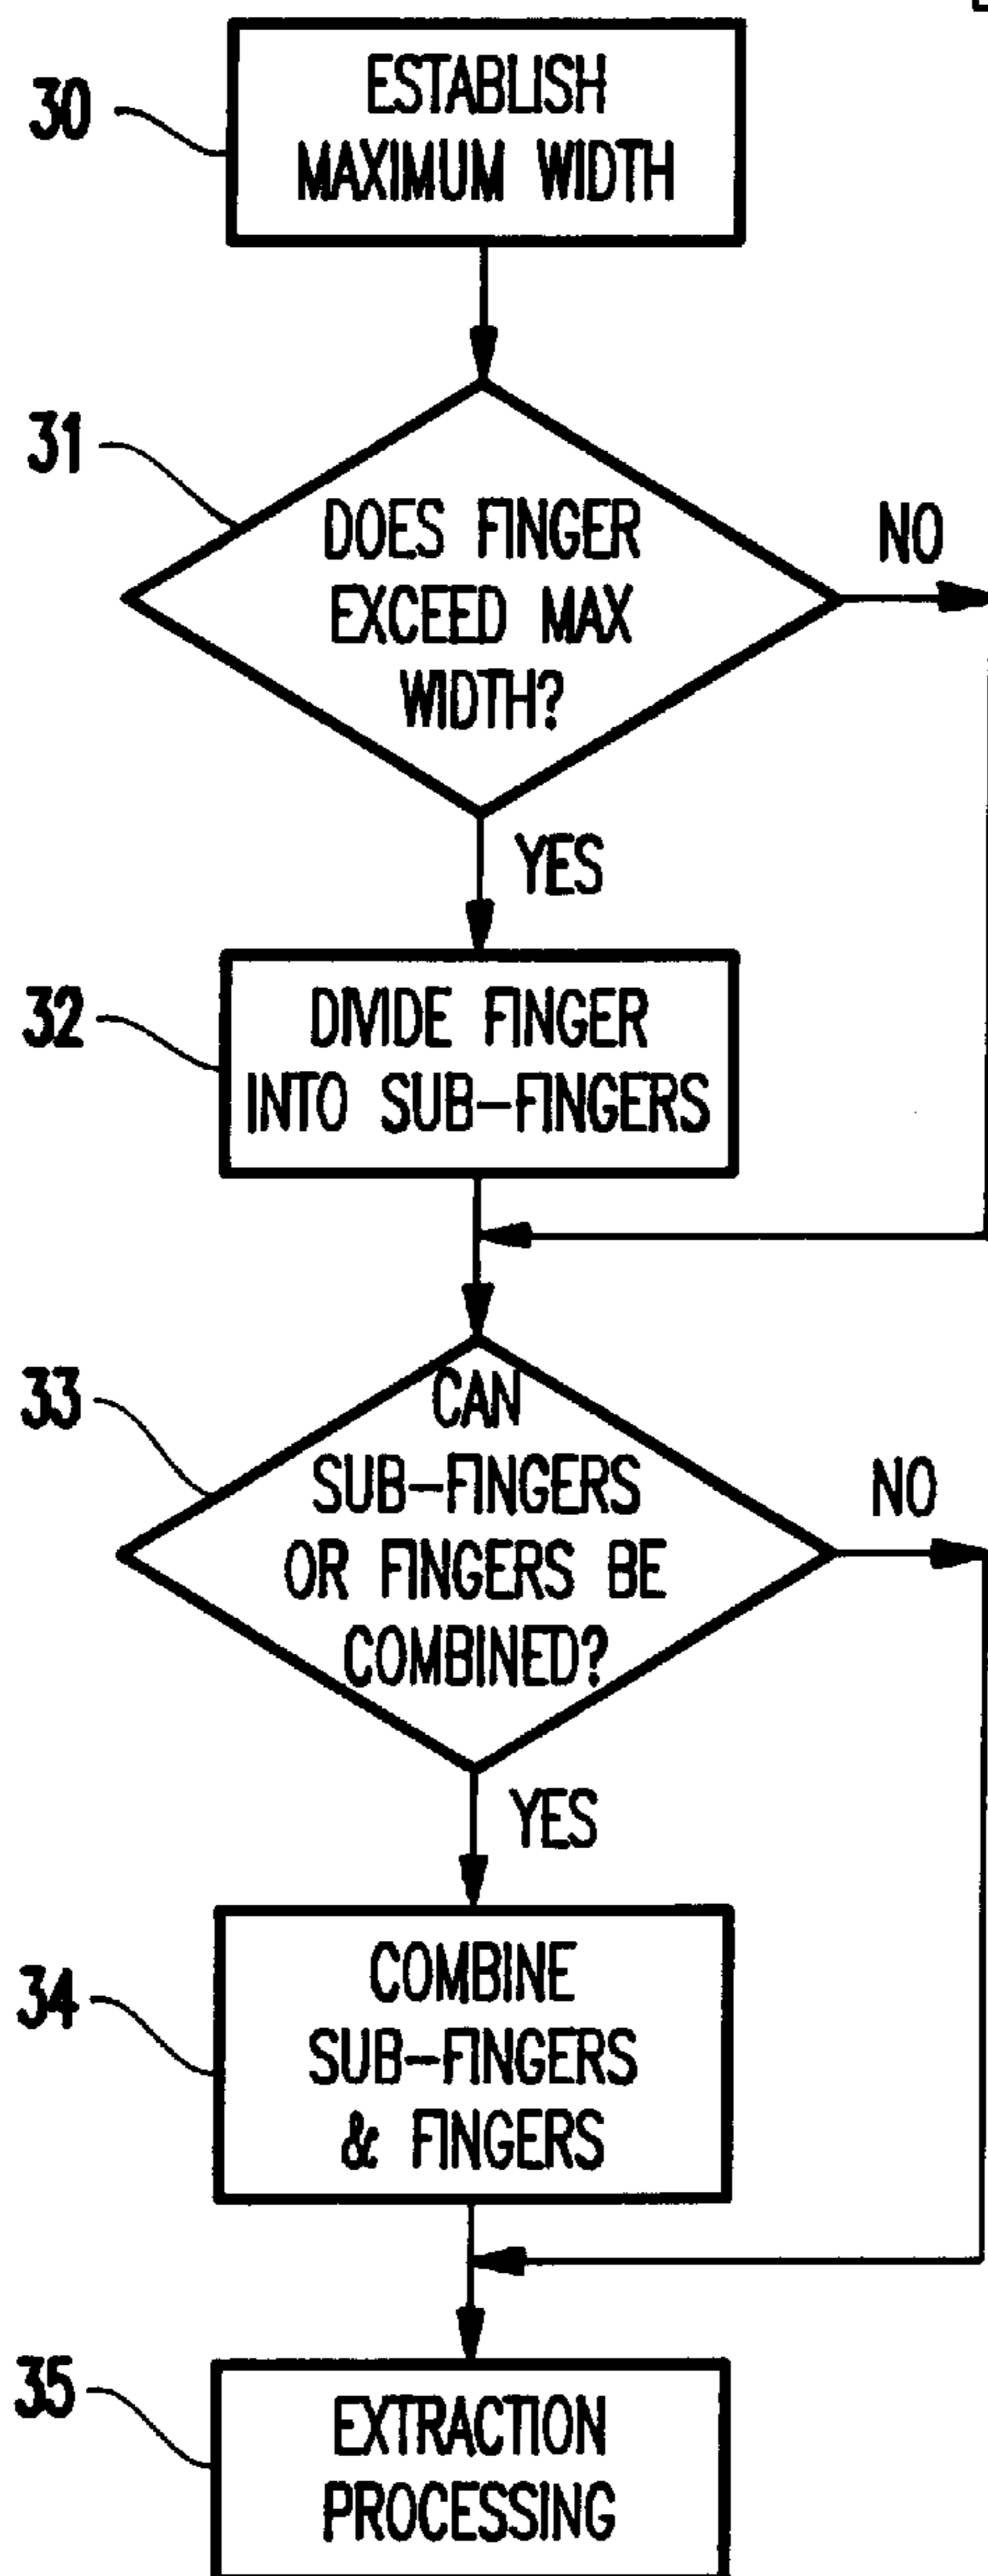 30
ESTABLISH
MAXIMUM WIDTH
31
DOES FINGER
EXCEED MAX
WIDTH?
NO
YES
32
DIVIDE FINGER
INTO SUB-FINGERS
33
CAN
SUB-FINGERS
OR FINGERS BE
COMBINED?
NO
YES
34
COMBINE
SUB-FINGERS
& FINGERS
35
EXTRACTION
PROCESSING